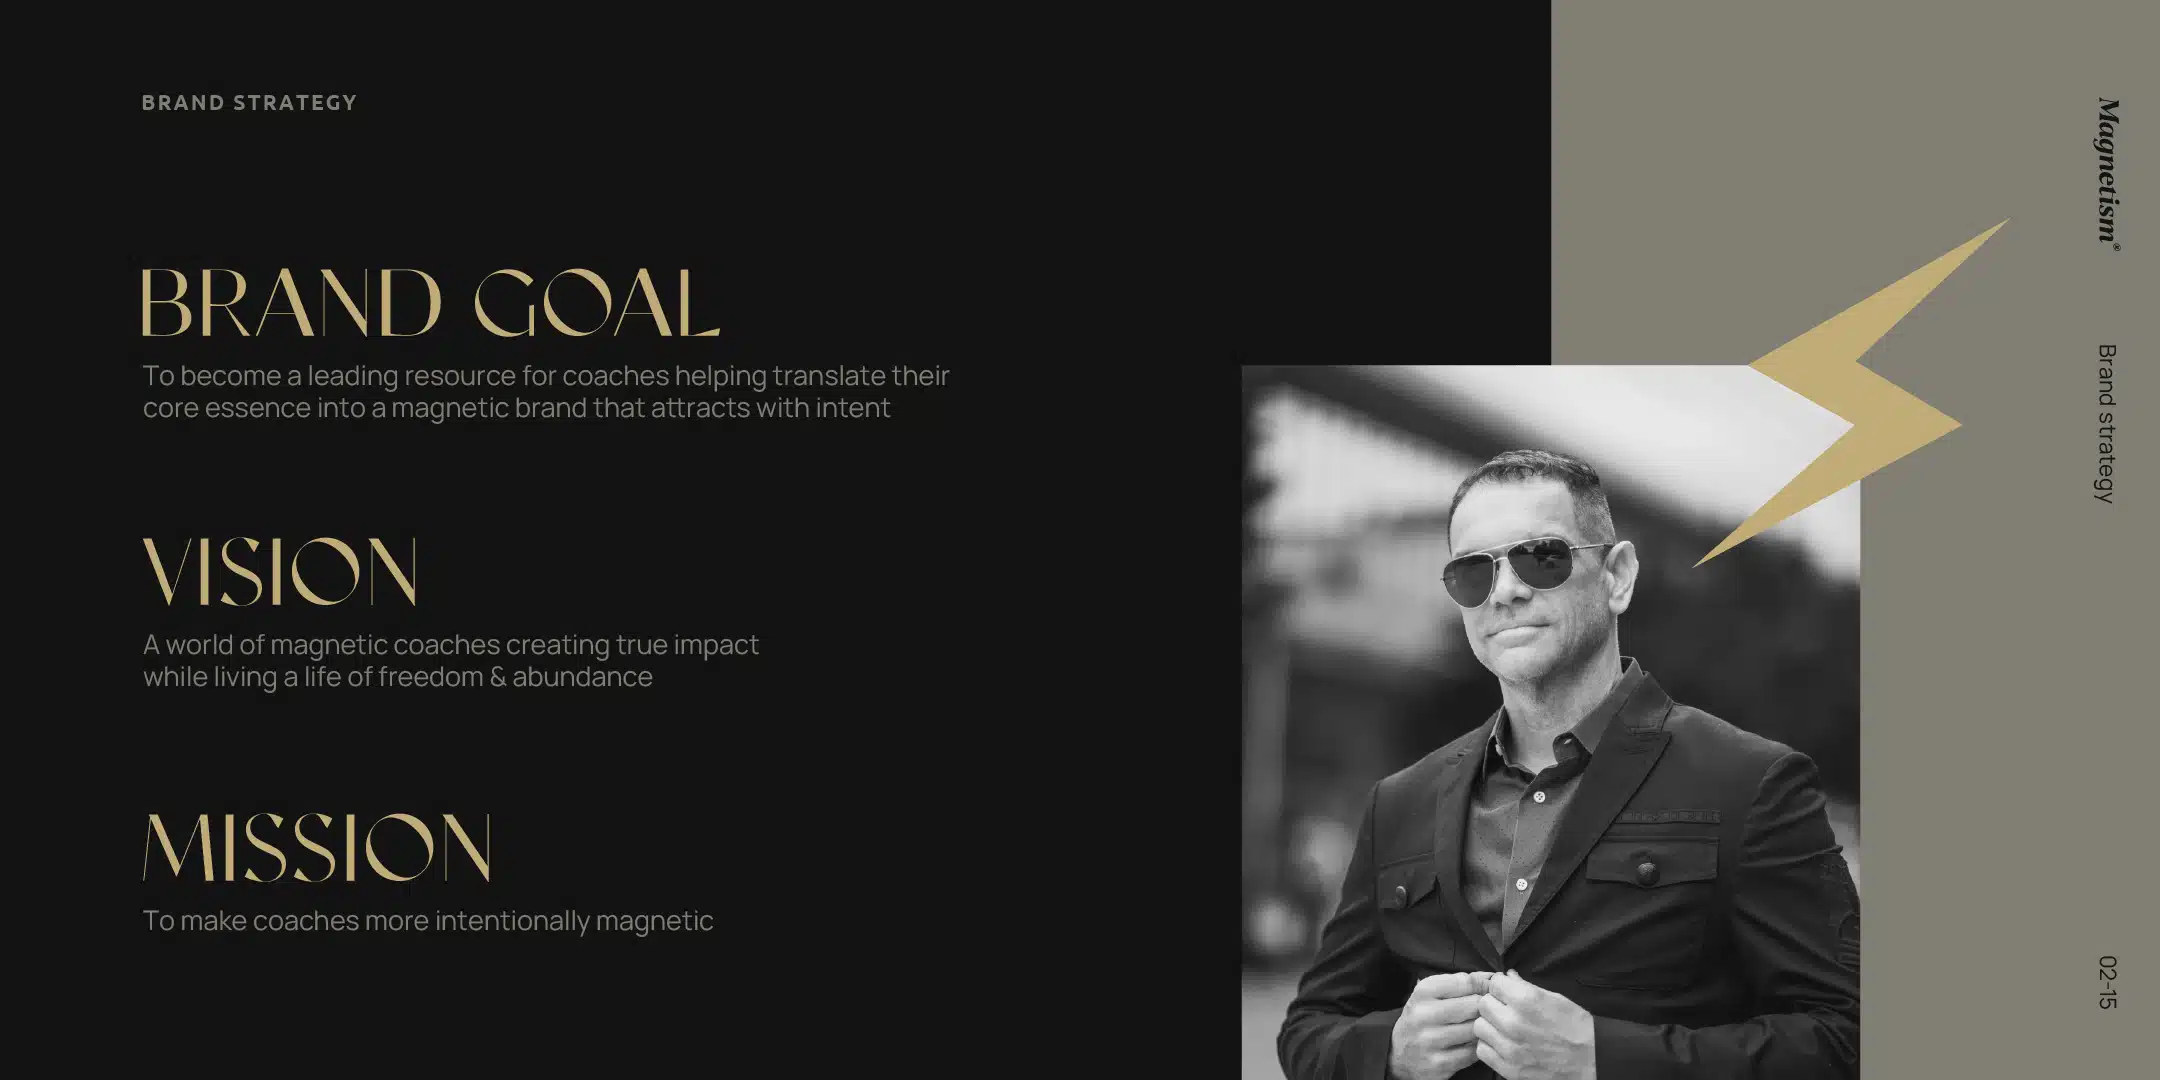 BRAND STRATEGY
BRAND GOAL
To become a leading resource for coaches helping translate their
core essence into a magnetic brand that attracts with intent
VISION
A world of magnetic coaches creating true impact
while living a life of freedom & abundance
MISSION
To make coaches more intentionally magnetic
Magnetism®
Brand strategy
02-15